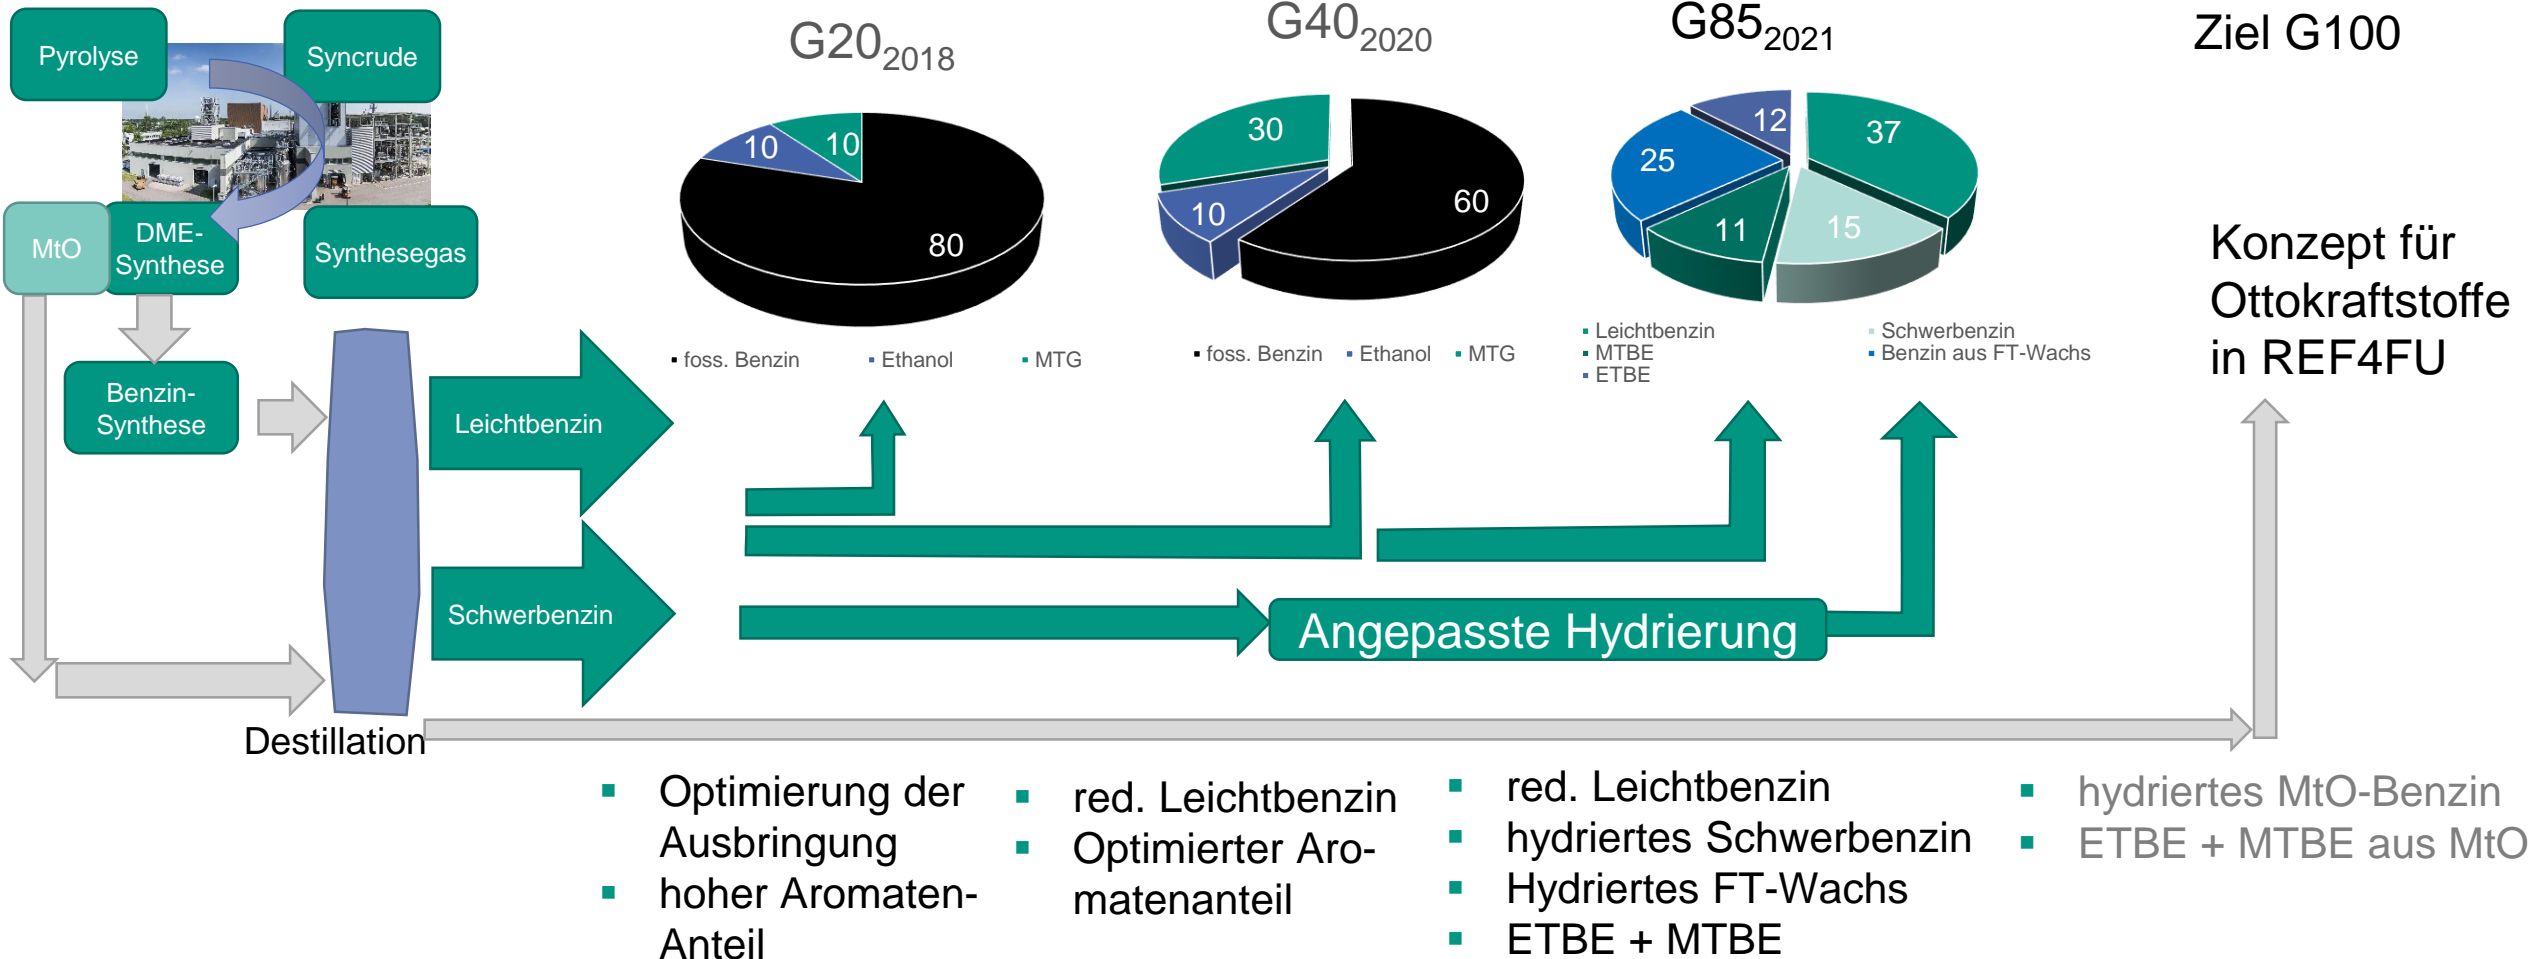 Pyrolyse
Syncrude
MtO
DME-
Synthese
Synthesegas
Benzin-
Synthese
Destillation
Leichtbenzin
Schwerbenzin
G20₂₀₁₈
10
10
80
foss. Benzin
Ethanol
MTG
G40₂₀₂₀
30
10
60
foss. Benzin
Ethanol
MTG
G85₂₀₂₁
12
37
25
11
15
Leichtbenzin
Schwerbenzin
MTBE
Benzin aus FT-Wachs
ETBE
Ziel G100
Konzept für
Ottokraftstoffe
in REF4FU
Angepasste Hydrierung
▪ Optimierung der
Ausbringung
▪ hoher Aromaten-
Anteil
▪ red. Leichtbenzin
▪ Optimierter Aro-
matenanteil
▪ red. Leichtbenzin
▪ hydriertes Schwerbenzin
▪ Hydriertes FT-Wachs
▪ ETBE + MTBE
▪ hydriertes MtO-Benzin
▪ ETBE + MTBE aus MtO